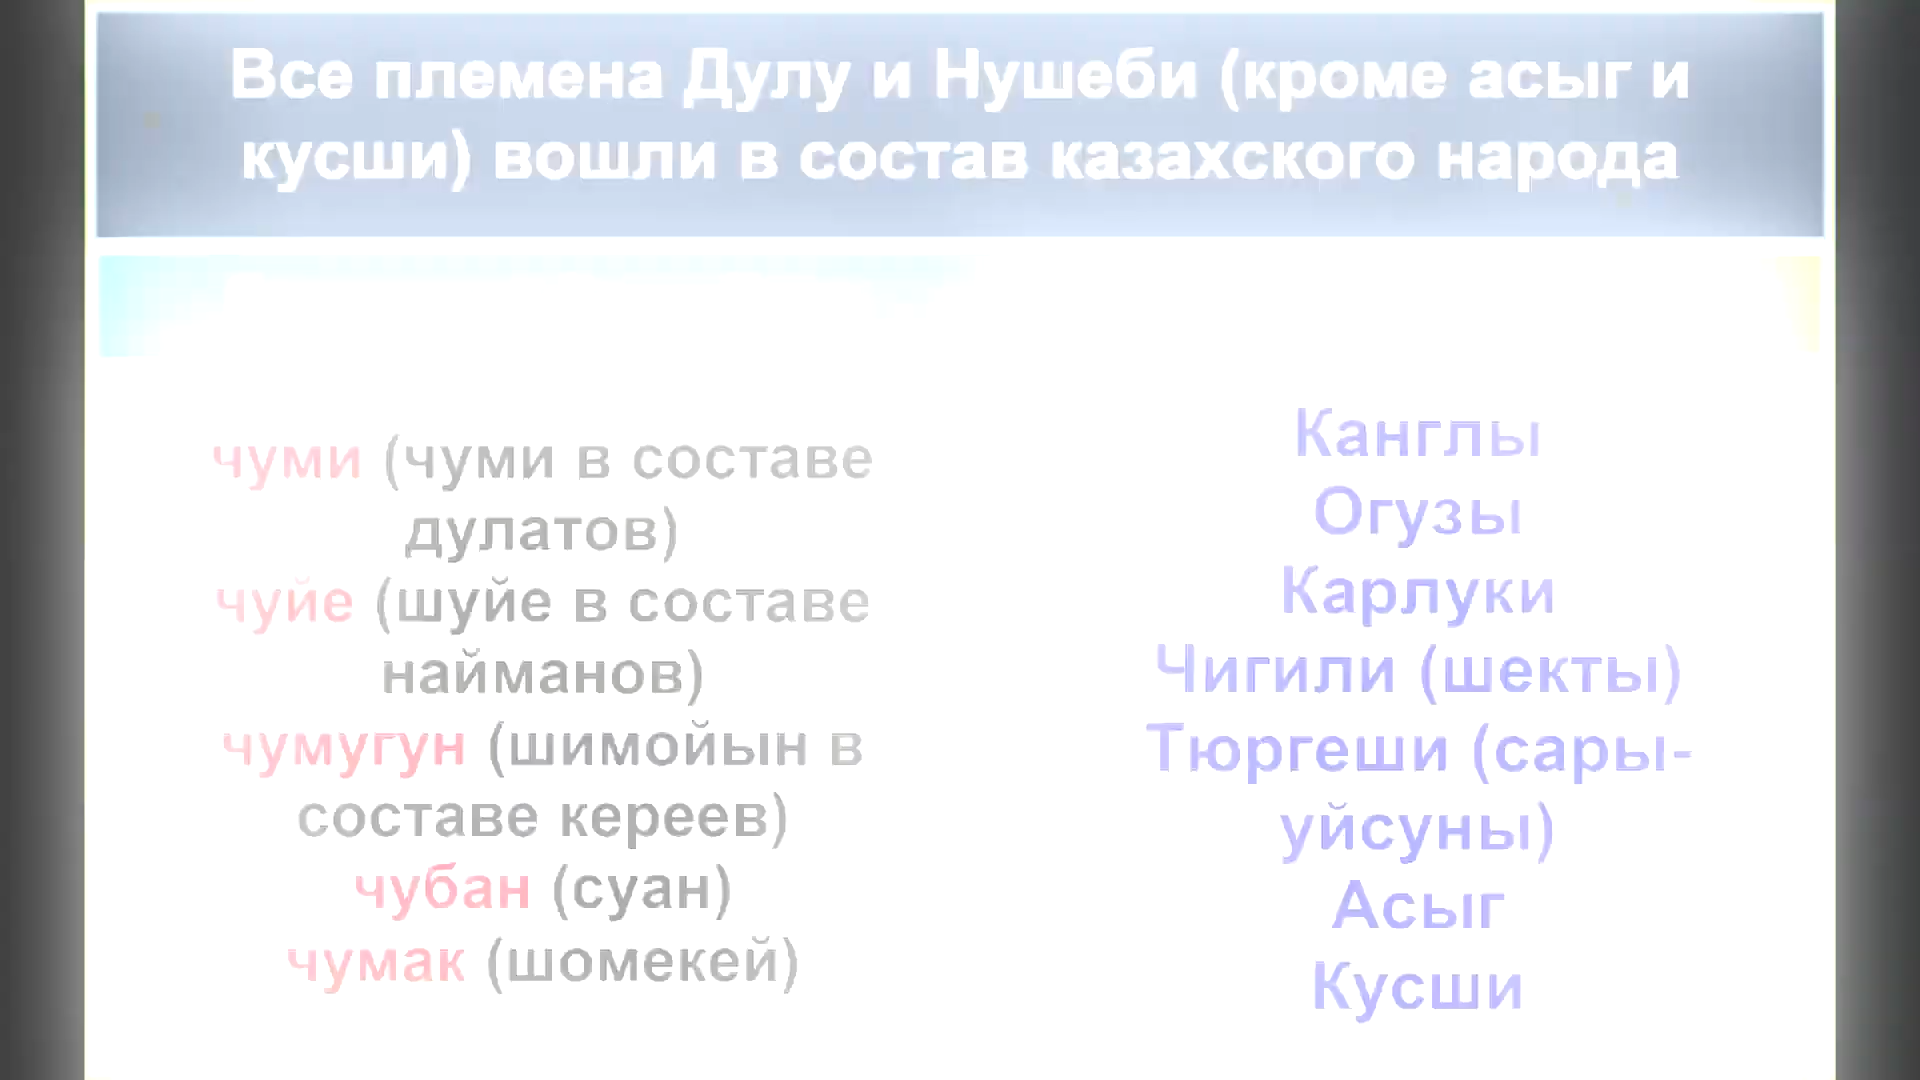 Все племена Дулу и Нушеби (кроме асыг и
кусши) вошли в состав казахского народа
чуми (чуми в составе
дулатов)
чуйе (шуйе в составе
найманов)
чумугун (шимойын в
составе кереев)
чубан (суан)
чумак (шомекей)
Канглы
Огузы
Карлуки
Чигили (шекты)
Тюргеши (сары-
уйсуны)
Асыг
Кусши